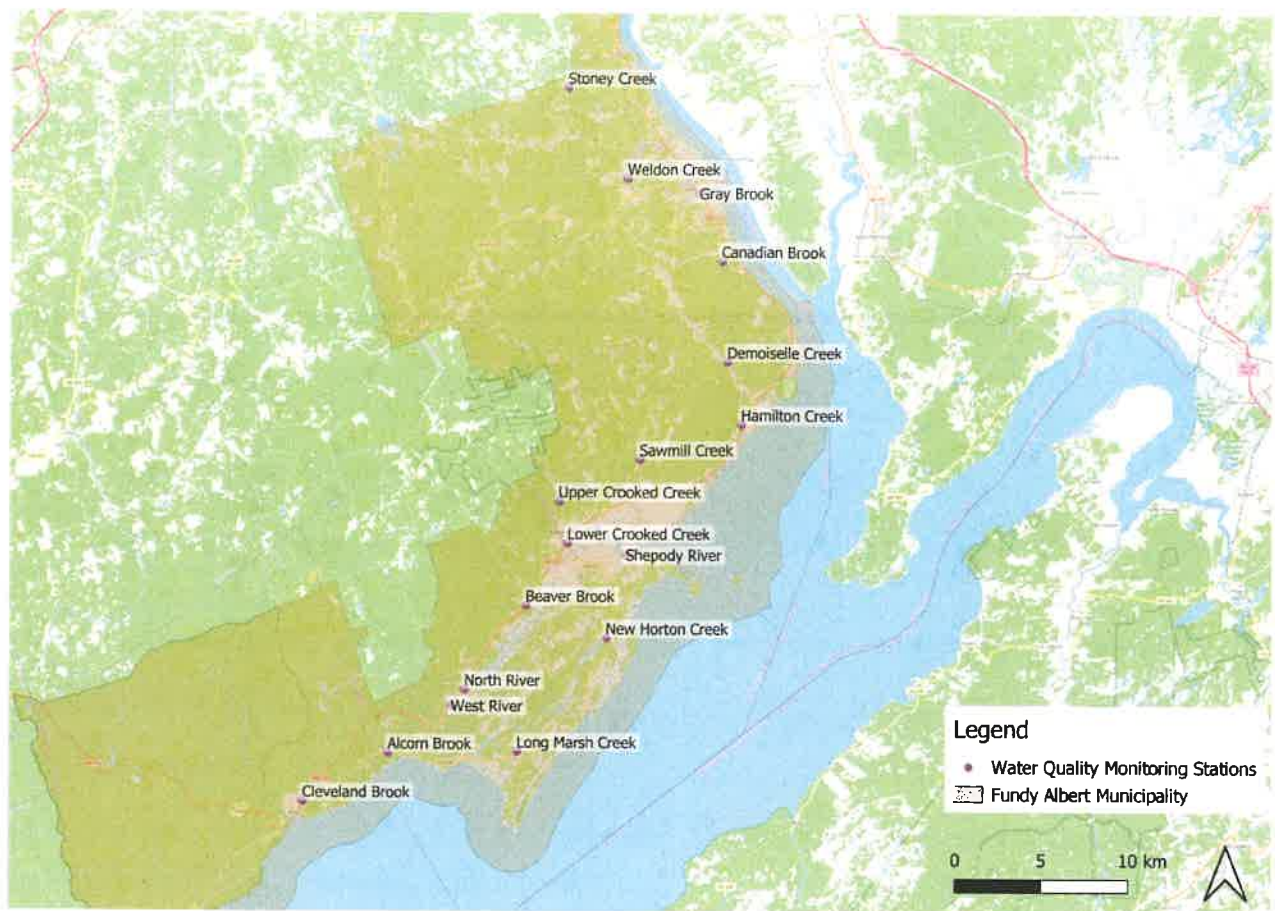 Stoney Creek
Weldon Creek
Gray Brook
Canadian Brook
Demoiselle Creek
Hamilton Creek
Sawmill Creek
Upper Crooked Creek
Lower Crooked Creek
Shepody River
Beaver Brook
New Horton Creek
North River
West River
Alcorn Brook
Long Marsh Creek
Cleveland Brook
Legend
Water Quality Monitoring Stations
Fundy Albert Municipality
0 5 10 km